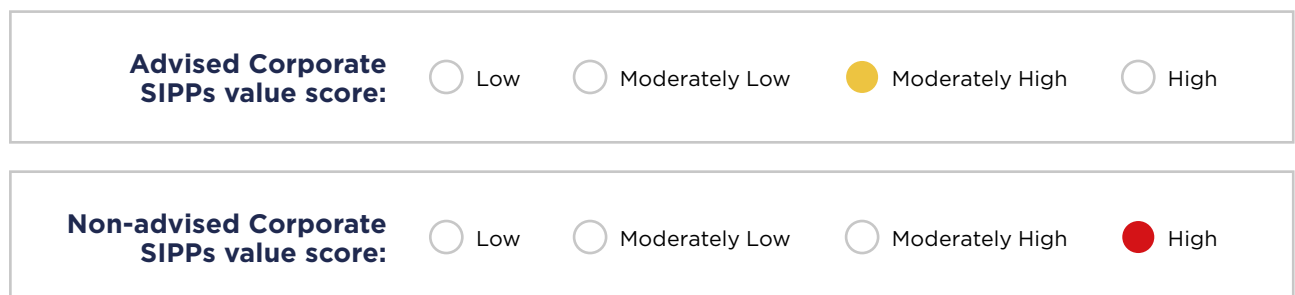 Advised Corporate
SIPPs value score:
Low Moderately Low Moderately High High
Non-advised Corporate
SIPPs value score:
Low Moderately Low Moderately High High